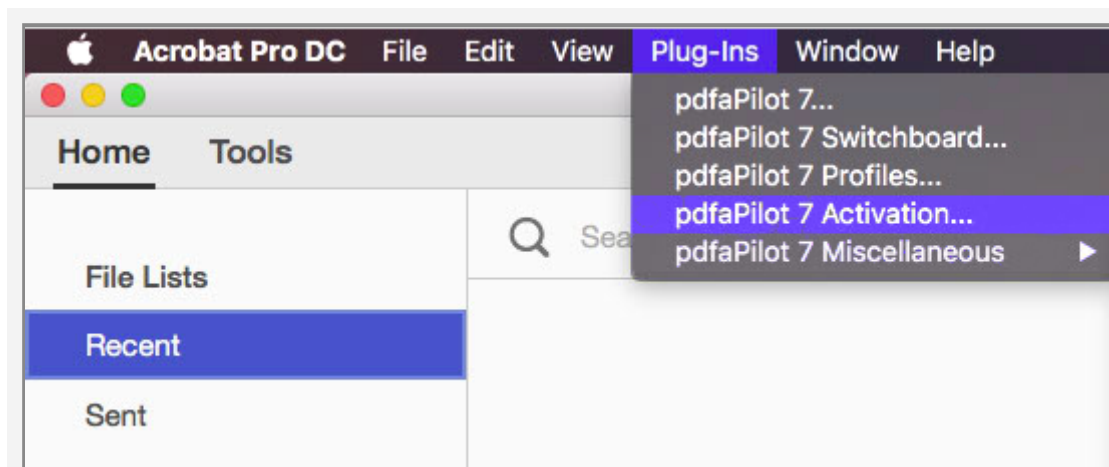 Acrobat Pro DC File Edit View Plug-Ins Window Help
pdfaPilot 7...
pdfaPilot 7 Switchboard...
pdfaPilot 7 Profiles...
pdfaPilot 7 Activation...
pdfaPilot 7 Miscellaneous
Home Tools
Sea
File Lists
Recent
Sent